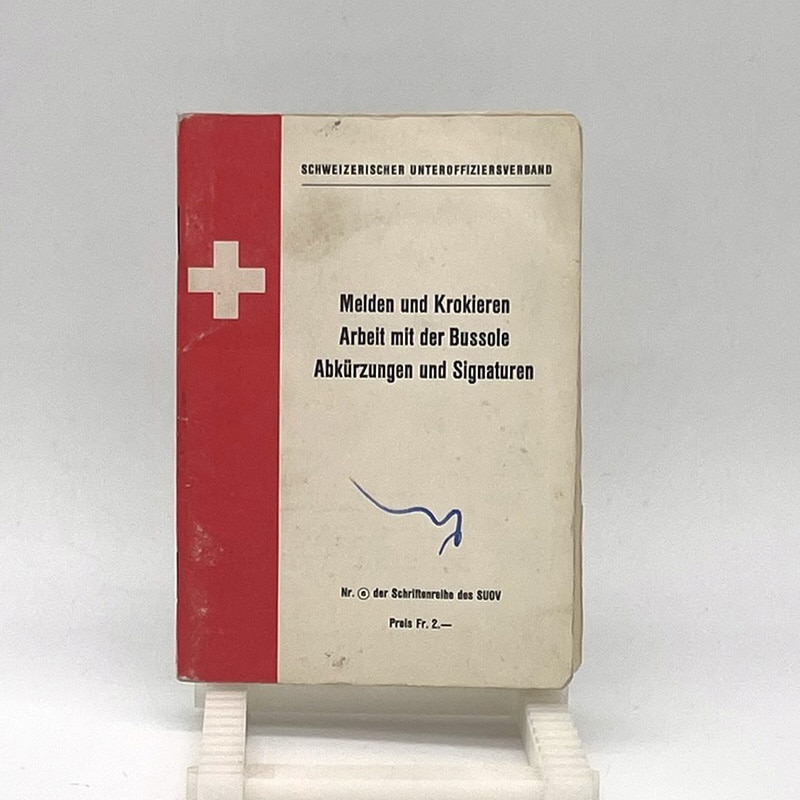 SCHWEIZERISCHER UNTEROFFIZIERSVERBAND
Melden und Krokieren
Arbeit mit der Bussole
Abkürzungen und Signaturen
Nr. ⑥ der Schriftenreihe des SUOV
Preis Fr. 2.—